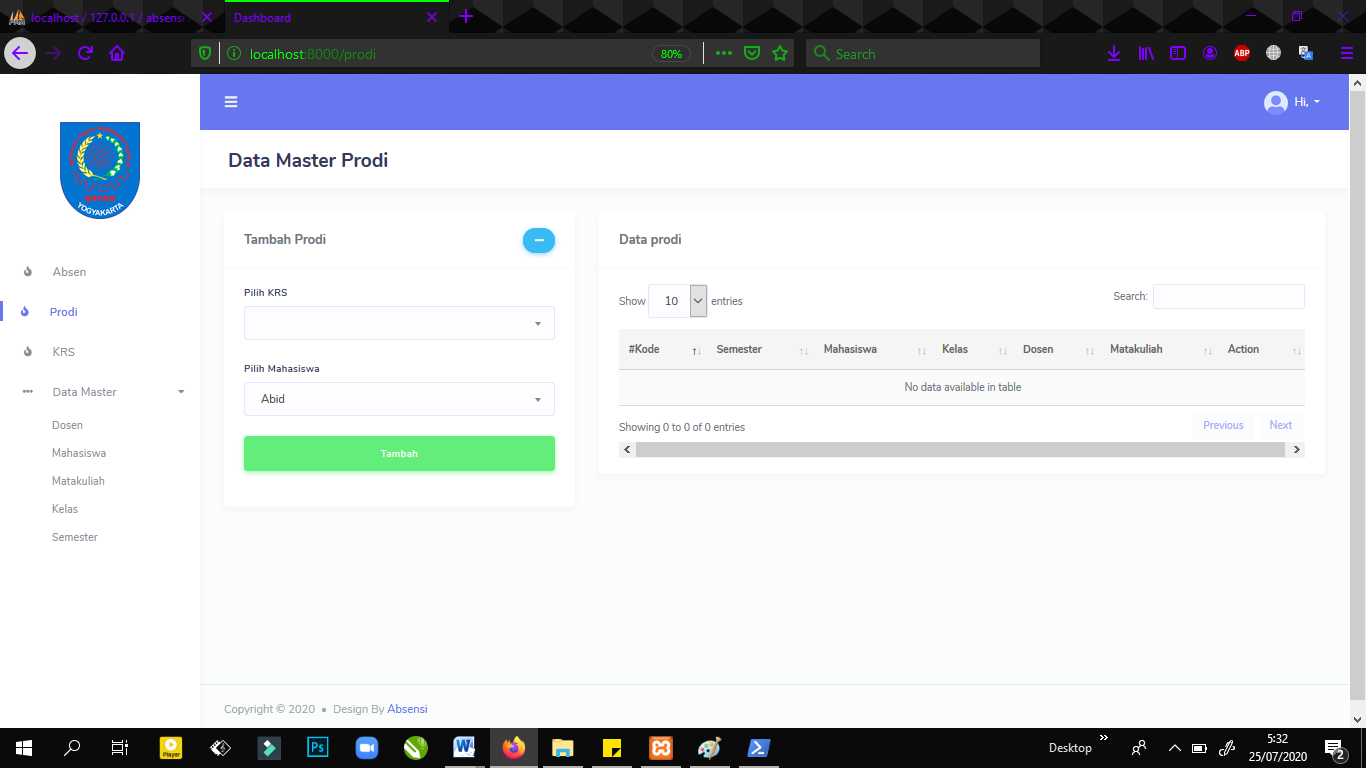 localhost / 127.0.0.1 / absensi
Dashboard
localhost:8000/prodi
80%
Search
ABP
Hi,
Data Master Prodi
YOGYAKARTA
Absen
Prodi
KRS
Data Master
Dosen
Mahasiswa
Matakuliah
Kelas
Semester
Tambah Prodi
Pilih KRS
Pilih Mahasiswa
Abid
Tambah
Data prodi
Show 10 entries
Search:
#Kode Semester Mahasiswa Kelas Dosen Matakuliah Action
No data available in table
Showing 0 to 0 of 0 entries
Previous Next
Copyright © 2020 • Design By Absensi
Player
Ps
W
Desktop
5:32
25/07/2020
2